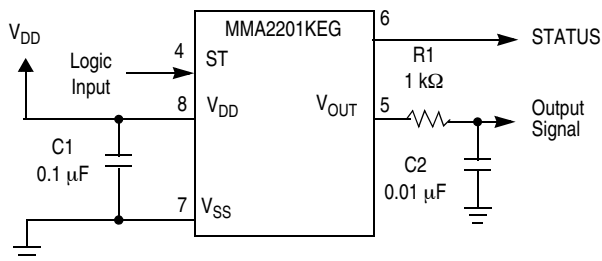 MMA2201KEG
6
V_DD
STATUS
4
ST
R1
Logic
Input
1 kΩ
8
V_DD
V_OUT
5
Output
Signal
C1
0.1 μF
C2
0.01 μF
7
V_SS